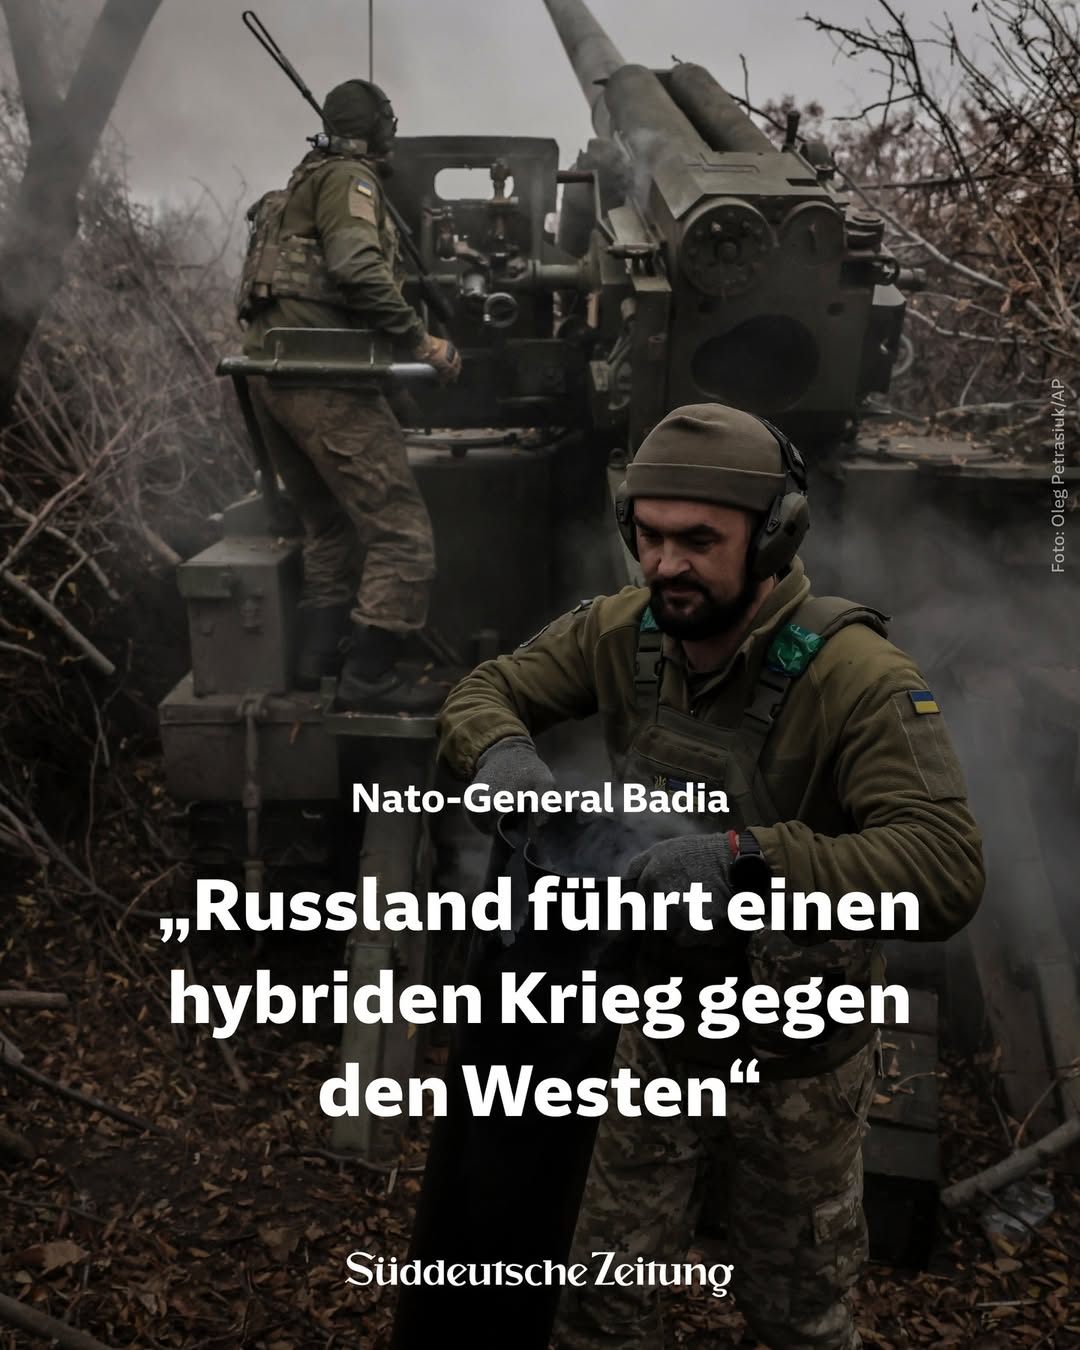 Nato-General Badia
„Russland führt einen
hybriden Krieg gegen
den Westen“
Süddeutsche Zeitung
Foto: Oleg Petrasiuk/AP